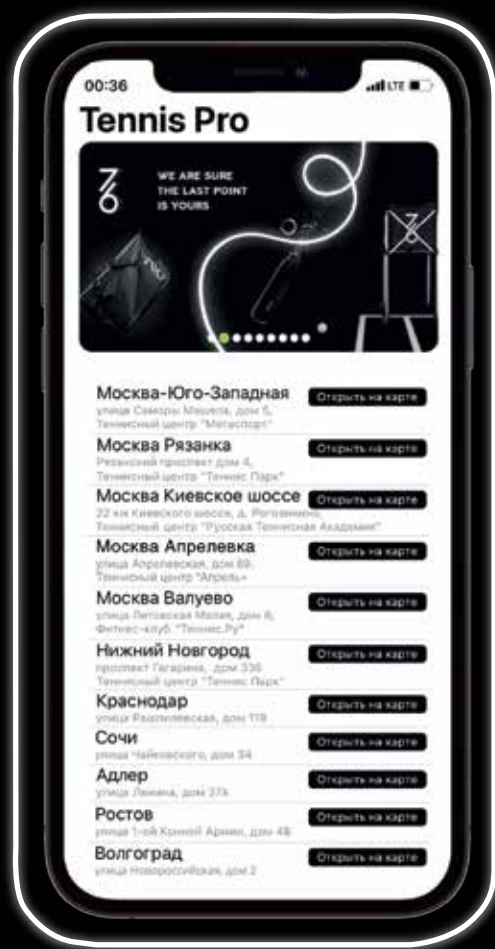 00:36
LTE
Tennis Pro
7/6
WE ARE SURE
THE LAST POINT
IS YOURS
7/6
Москва-Юго-Западная
Открыть на карте
улица Саморы Машела, дом 5,
Теннисный центр "Мегаспорт"
Москва Рязанка
Открыть на карте
Рязанский проспект дом 4,
Теннисный центр "Теннис Парк"
Москва Киевское шоссе
Открыть на карте
22 км Киевского шоссе, д.
Теннисный центр "Русская Теннисная Академия"
Москва Апрелевка
Открыть на карте
улица Апрелевская, дом 89,
Теннисный центр "Апрель»
Москва Валуево
Открыть на карте
улица Литовская Малая, дом 8,
Фитнес-клуб "Теннис.Ру"
Нижний Новгород
Открыть на карте
проспект Гагарина, дом 336
Теннисный центр "Теннис Парк"
Краснодар
Открыть на карте
улица Рашпилевская, дом 119
Сочи
Открыть на карте
улица Чайковского, дом 34
Адлер
Открыть на карте
улица Ленина, дом 37А
Ростов
Открыть на карте
улица 1-ой Конной Армии, дом 4Б
Волгоград
Открыть на карте
улица Новороссийская, дом 2